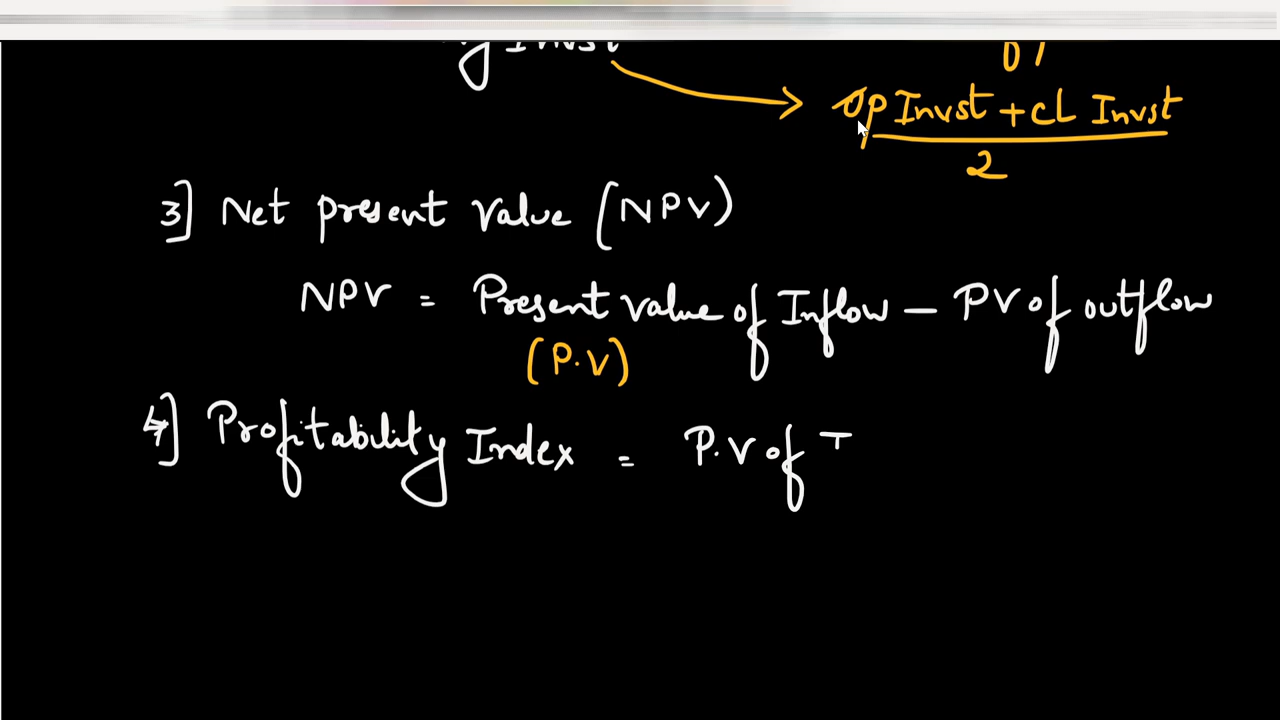 Invst
Op Invst + CL Invst
2
3] Net present Value (NPV)
NPV = Present value of Inflow – PV of outflow
(P.V)
4] Profitability Index = P.V of